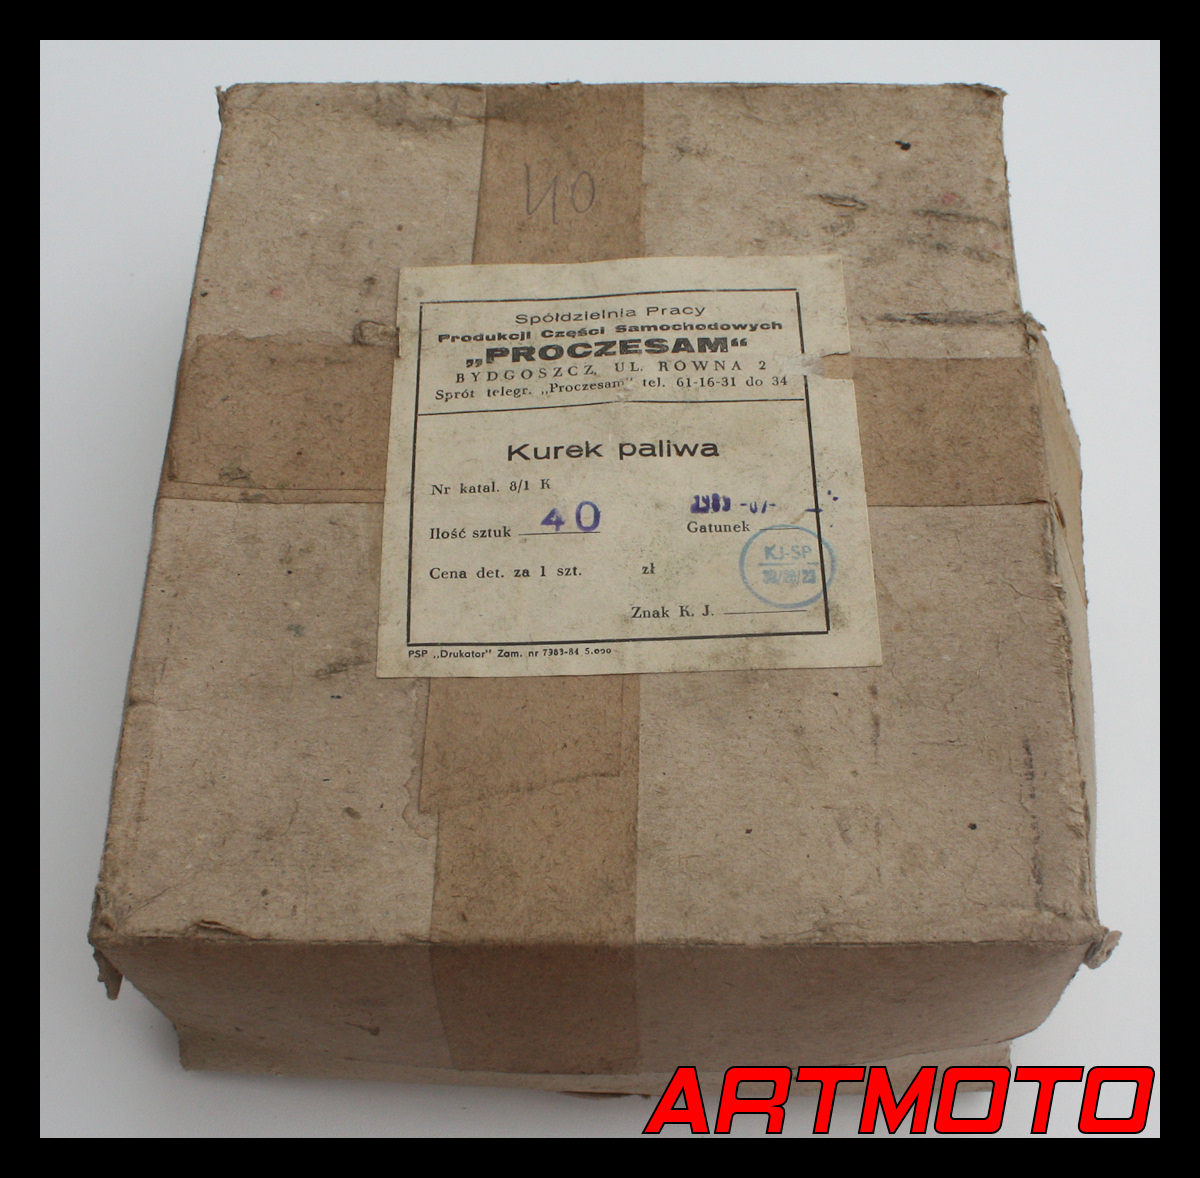 40
Spółdzielnia Pracy
Produkcji Części Samochodowych
„PROCZESAM“
BYDGOSZCZ, UL. RÓWNA 2
Sprót telegr. „Proczesam" tel. 61-16-31 do 34
Kurek paliwa
Nr katal. 8/1 K
Ilość sztuk 40
Gatunek
Cena det. za 1 szt. zł
KJ-SP
Znak K. J.
PSP „Drukator" Zam. nr 7383-84 5.000
ARTMOTO